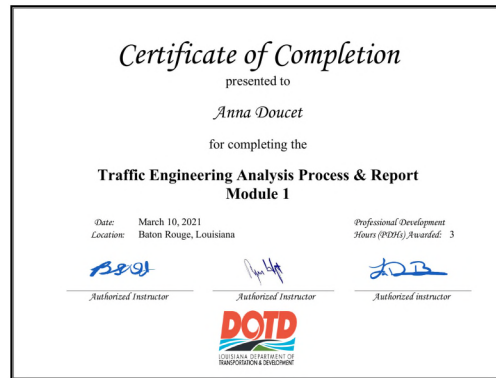 Certificate of Completion
presented to
Anna Doucet
for completing the
Traffic Engineering Analysis Process & Report
Module 1
Date: March 10, 2021
Location: Baton Rouge, Louisiana
Professional Development
Hours (PDHs) Awarded: 3
Authorized Instructor
Authorized Instructor
Authorized instructor
DOTD
LOUISIANA DEPARTMENT OF
TRANSPORTATION & DEVELOPMENT